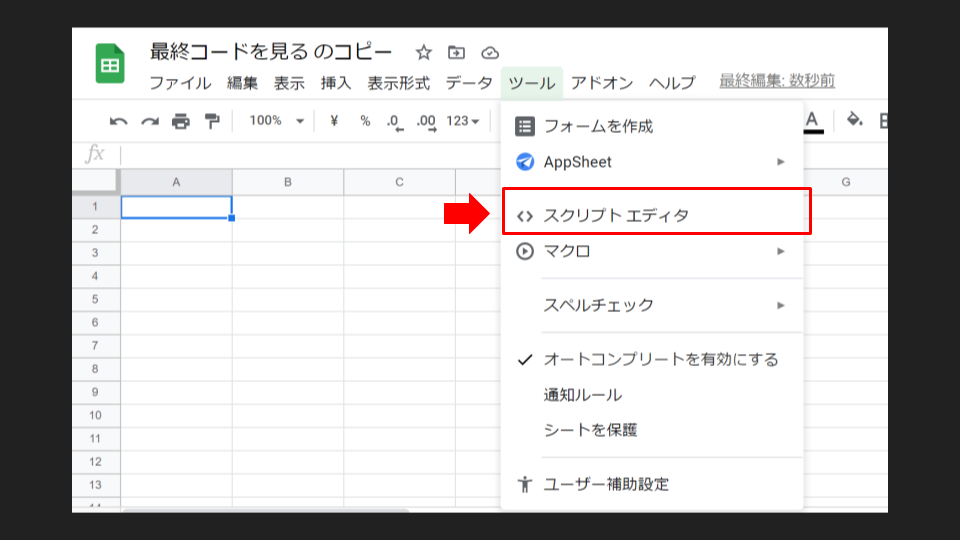 最終コードを見る のコピー
ファイル 編集 表示 挿入 表示形式 データ ツール アドオン ヘルプ 最終編集: 数秒前
100% ¥ % .0 .00 123 A
fx
A B C G
フォームを作成
AppSheet
スクリプト エディタ
マクロ
スペルチェック
オートコンプリートを有効にする
通知ルール
シートを保護
ユーザー補助設定
1
2
3
4
5
6
7
8
9
10
11
12
13